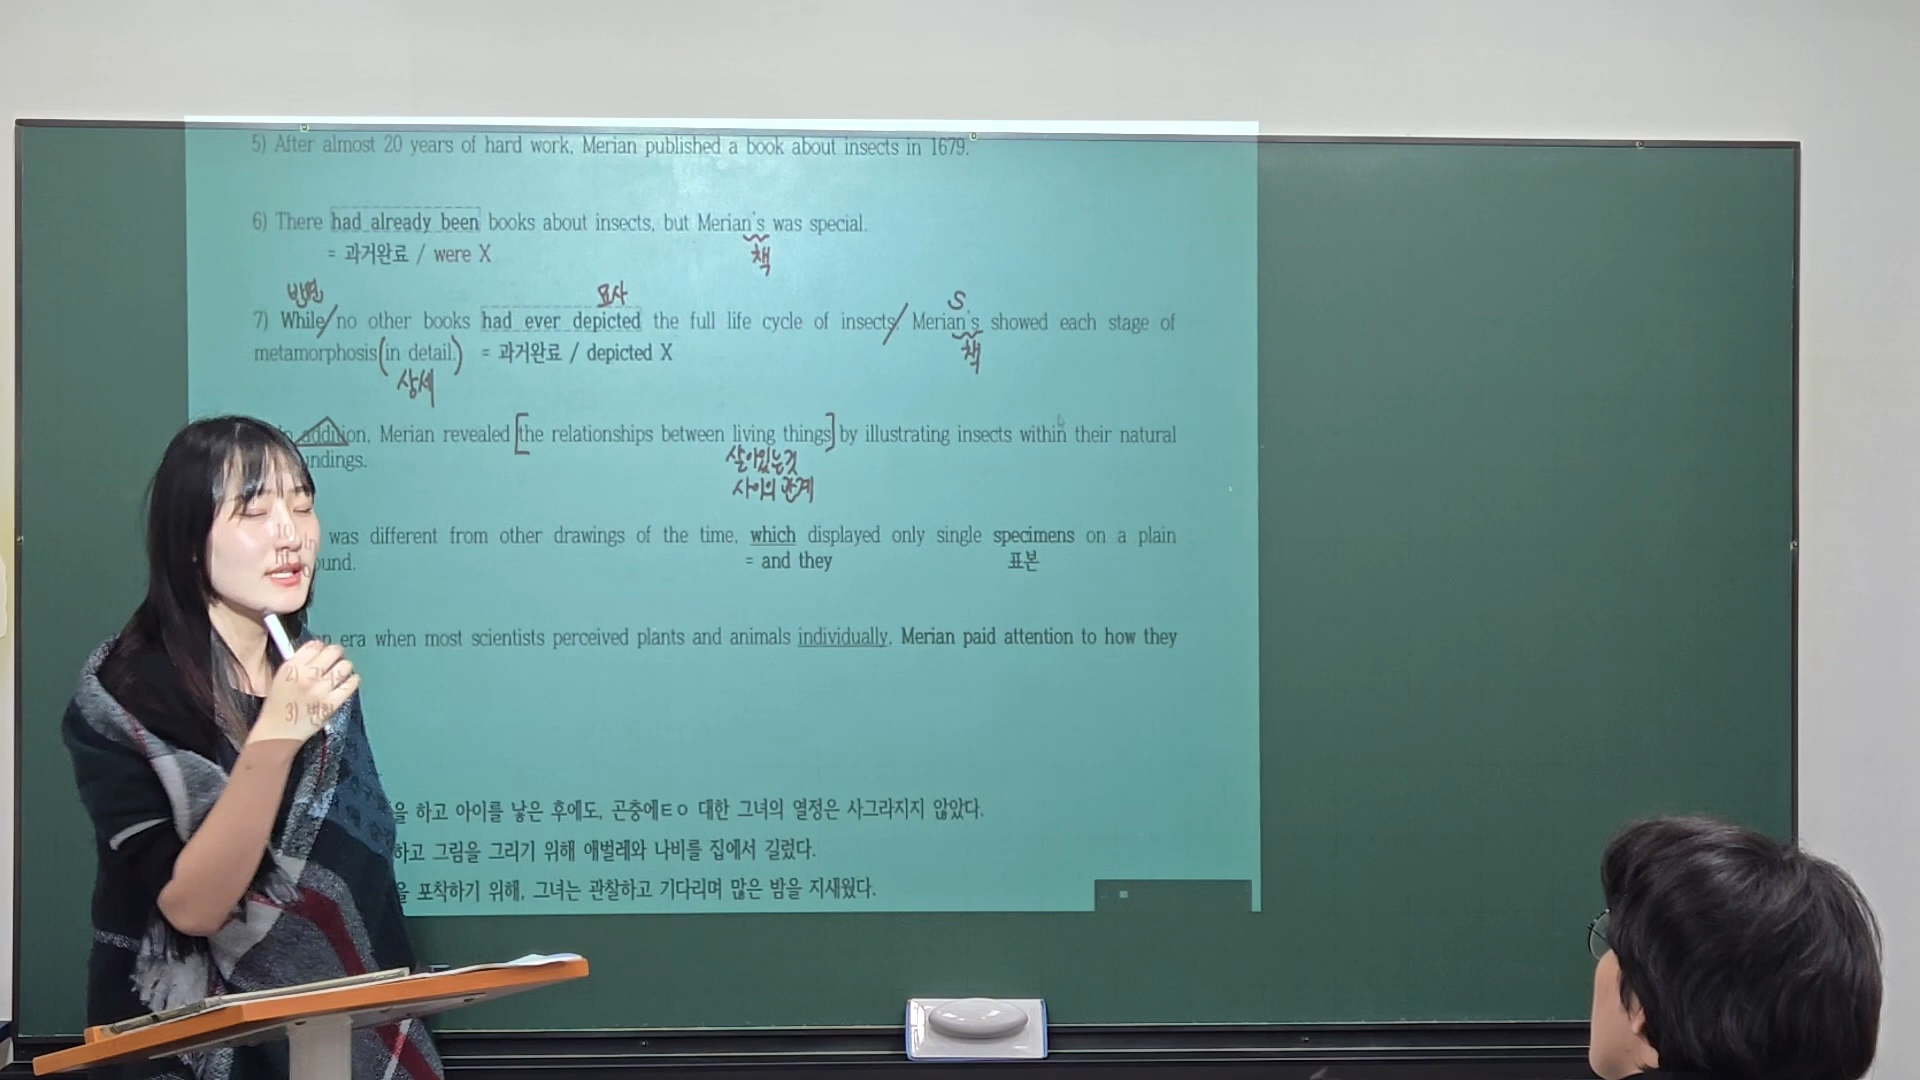 5) After almost 20 years of hard work, Merian published a book about insects in 1679.
6) There had already been books about insects, but Merian's was special.
= 과거완료 / were X
책
반면
묘사
S
7) While no other books had ever depicted the full life cycle of insects, Merian's showed each stage of
metamorphosis in detail. = 과거완료 / depicted X
책
상세
addition, Merian revealed the relationships between living things by illustrating insects within their natural
ndings.
살아있는것
사이의 관계
was different from other drawings of the time, which displayed only single specimens on a plain
ound.
= and they
표본
era when most scientists perceived plants and animals individually, Merian paid attention to how they
10
2)
3) 변
을 하고 아이를 낳은 후에도, 곤충에ㅌㅇ 대한 그녀의 열정은 사그라지지 않았다.
하고 그림을 그리기 위해 애벌레와 나비를 집에서 길렀다.
을 포착하기 위해, 그녀는 관찰하고 기다리며 많은 밤을 지새웠다.